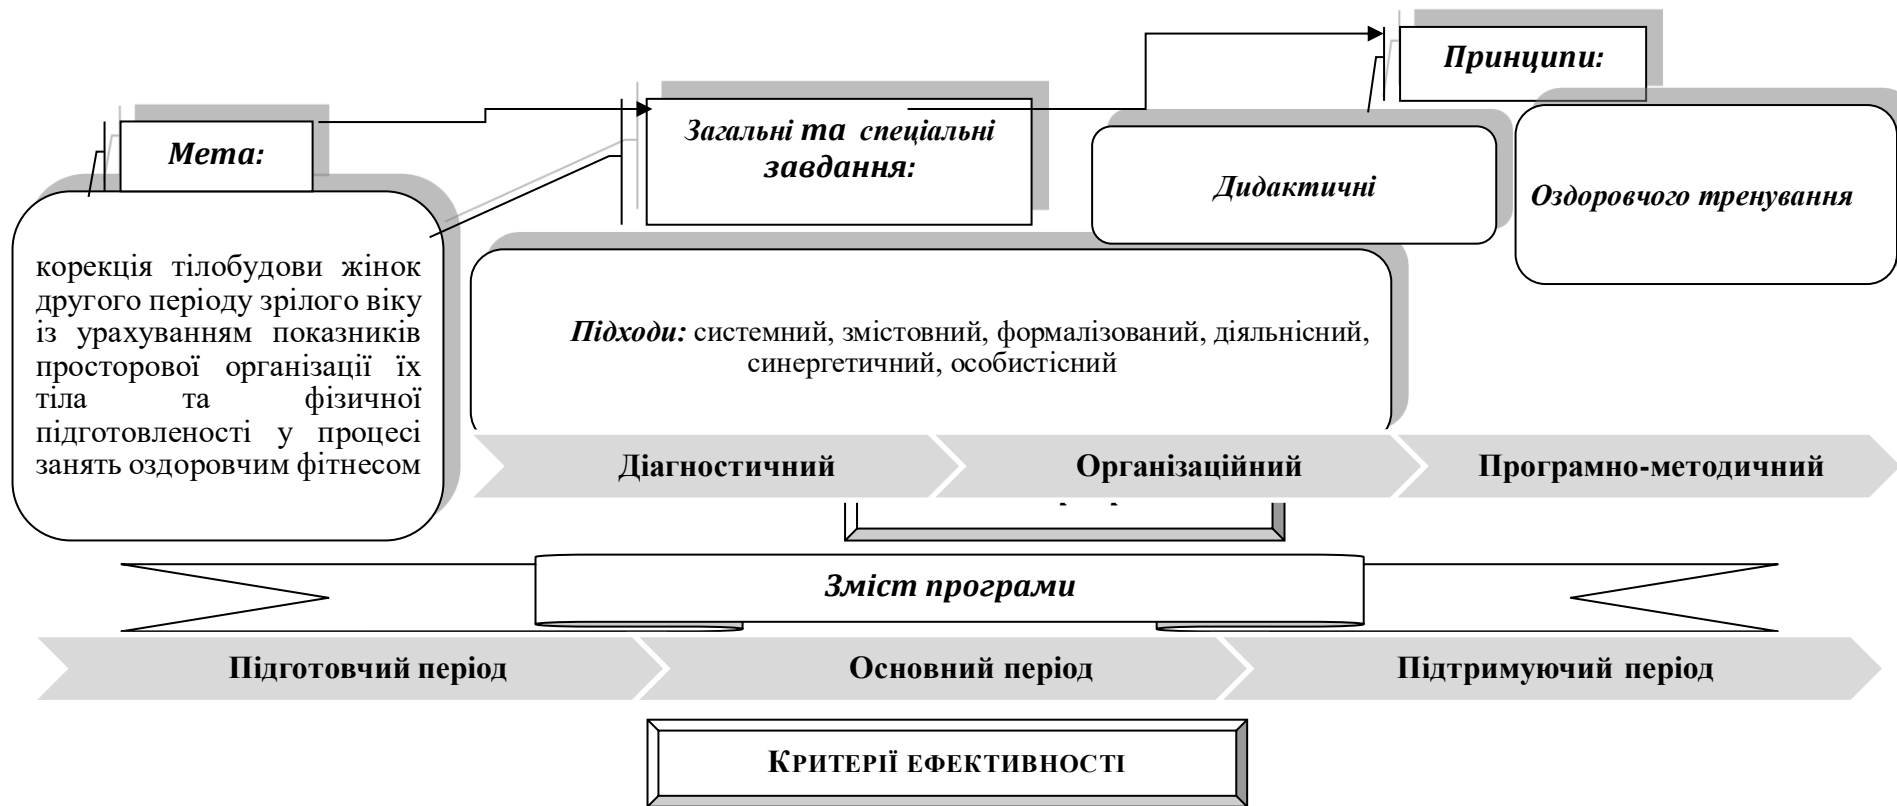 Принципи:
Загальні та спеціальні
завдання:
Мета:
Дидактичні
Оздоровчого тренування
корекція тілобудови жінок
другого періоду зрілого віку
із урахуванням показників
просторової організації їх
тіла та фізичної
підготовленості у процесі
занять оздоровчим фітнесом
Підходи: системний, змістовний, формалізований, діяльнісний,
синергетичний, особистісний
Діагностичний
Організаційний
Програмно-методичний
Зміст програми
Підготовчий період
Основний період
Підтримуючий період
КРИТЕРІЇ ЕФЕКТИВНОСТІ